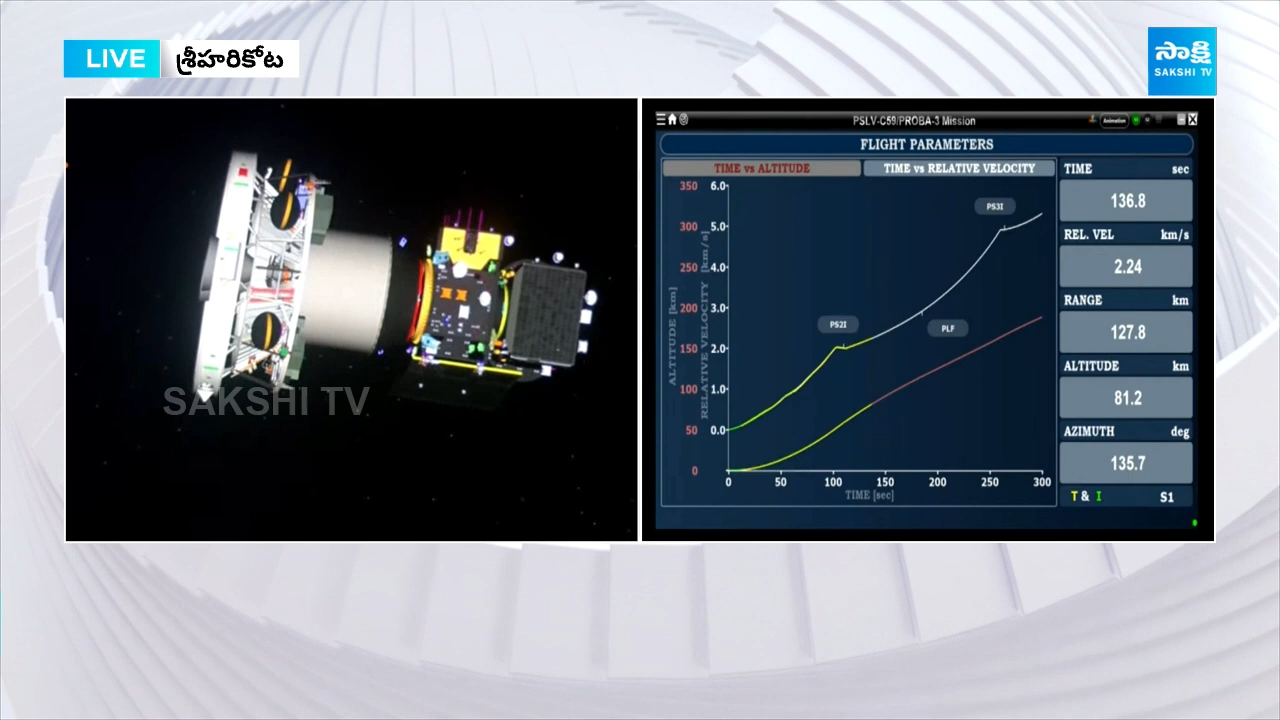 LIVE
శ్రీహరికోట
సాక్షి
SAKSHI TV
SAKSHI TV
PSLV-C59/PROBA-3 Mission
Animation
FLIGHT PARAMETERS
TIME vs ALTITUDE
TIME vs RELATIVE VELOCITY
350
300
250
200
150
100
50
0
ALTITUDE [km]
6.0
5.0
4.0
3.0
2.0
1.0
0.0
RELATIVE VELOCITY [km/s]
PS3I
PS2I
PLF
0 50 100 150 200 250 300
TIME [sec]
TIME sec
136.8
REL. VEL km/s
2.24
RANGE km
127.8
ALTITUDE km
81.2
AZIMUTH deg
135.7
T & I S1